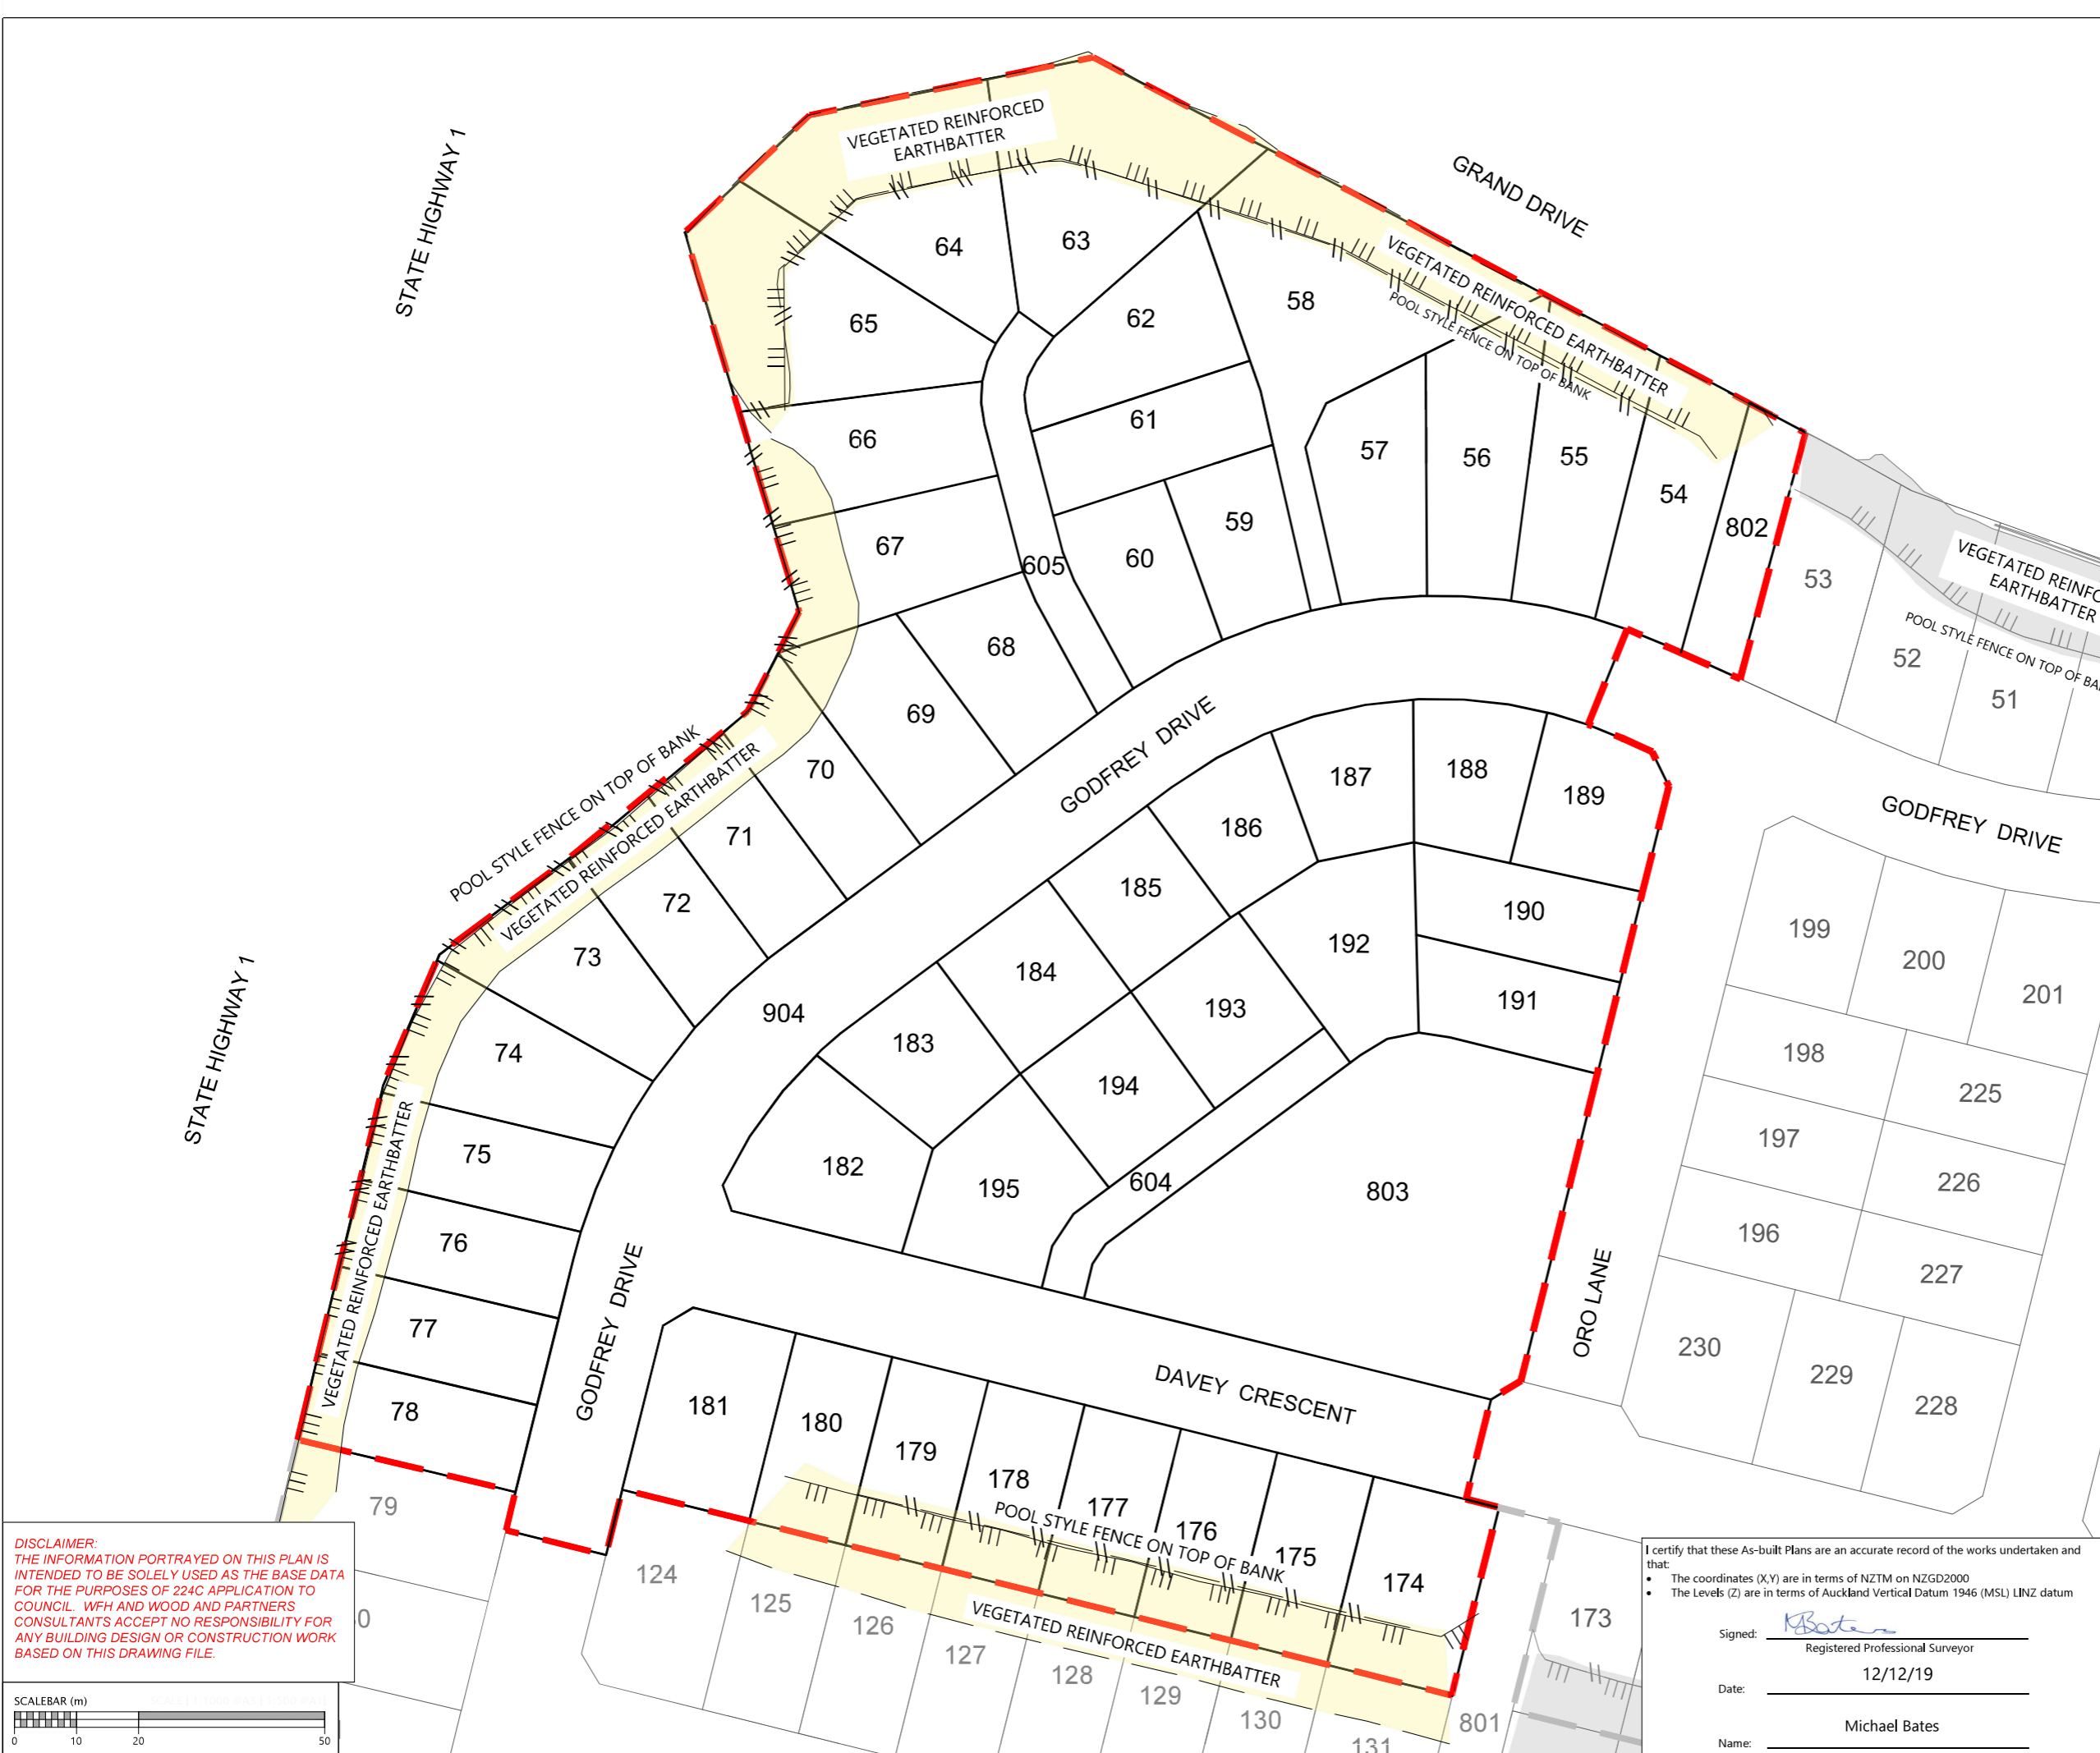 STATE HIGHWAY 1
VEGETATED REINFORCED
EARTHBATTER
GRAND DRIVE
64
63
65
62
58
VEGETATED REINFORCED EARTHBATTER
POOL STYLE FENCE ON TOP OF BANK
66
61
57
56
55
54
802
59
60
67
605
68
69
70
53
52
51
VEGETATED REINFO
EARTHBATTER
POOL STYLE FENCE ON TOP OF BA
POOL STYLE FENCE ON TOP OF BANK
VEGETATED REINFORCED EARTHBATTER
GODFREY DRIVE
71
72
73
187
188
189
186
185
184
183
190
192
191
193
194
904
GODFREY DRIVE
199
200
201
198
225
197
226
196
227
230
229
228
STATE HIGHWAY 1
74
75
76
77
78
VEGETATED REINFORCED EARTHBATTER
182
195
604
803
ORO LANE
GODFREY DRIVE
DAVEY CRESCENT
181
180
179
178
177
176
175
174
POOL STYLE FENCE ON TOP OF BANK
VEGETATED REINFORCED EARTHBATTER
79
124
125
126
127
128
129
130
131
801
173
0
DISCLAIMER:
THE INFORMATION PORTRAYED ON THIS PLAN IS
INTENDED TO BE SOLELY USED AS THE BASE DATA
FOR THE PURPOSES OF 224C APPLICATION TO
COUNCIL. WFH AND WOOD AND PARTNERS
CONSULTANTS ACCEPT NO RESPONSIBILITY FOR
ANY BUILDING DESIGN OR CONSTRUCTION WORK
BASED ON THIS DRAWING FILE.
SCALEBAR (m)
0 10 20 50
I certify that these As-built Plans are an accurate record of the works undertaken and
that:
• The coordinates (X,Y) are in terms of NZTM on NZGD2000
• The Levels (Z) are in terms of Auckland Vertical Datum 1946 (MSL) LINZ datum
Signed: MBates
Registered Professional Surveyor
12/12/19
Date:
Michael Bates
Name: